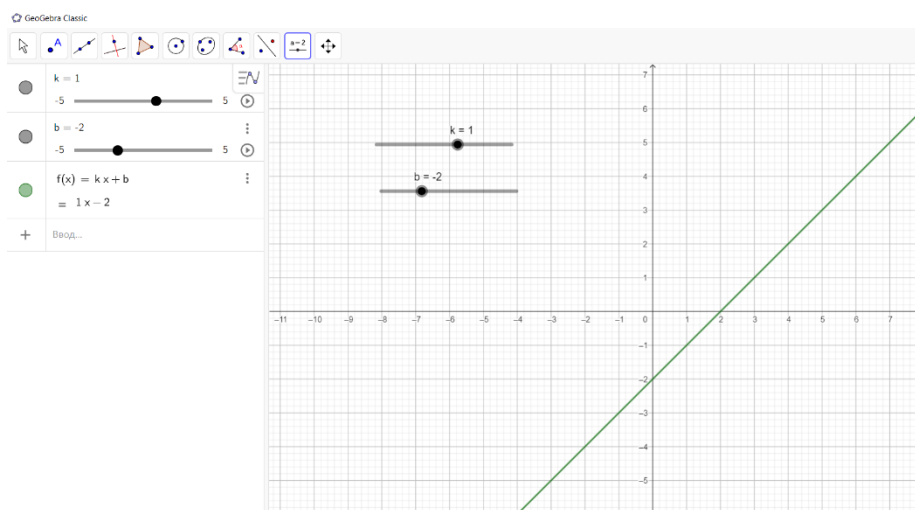 GeoGebra Classic
A
a=2
k = 1
-5 5
b = -2
-5 5
f(x) = k x + b
= 1 x − 2
+ Ввод...
k = 1
b = -2
7
6
5
4
3
2
1
−11 −10 −9 −8 −7 −6 −5 −4 −3 −2 −1 0 1 2 3 4 5 6 7
−1
−2
−3
−4
−5